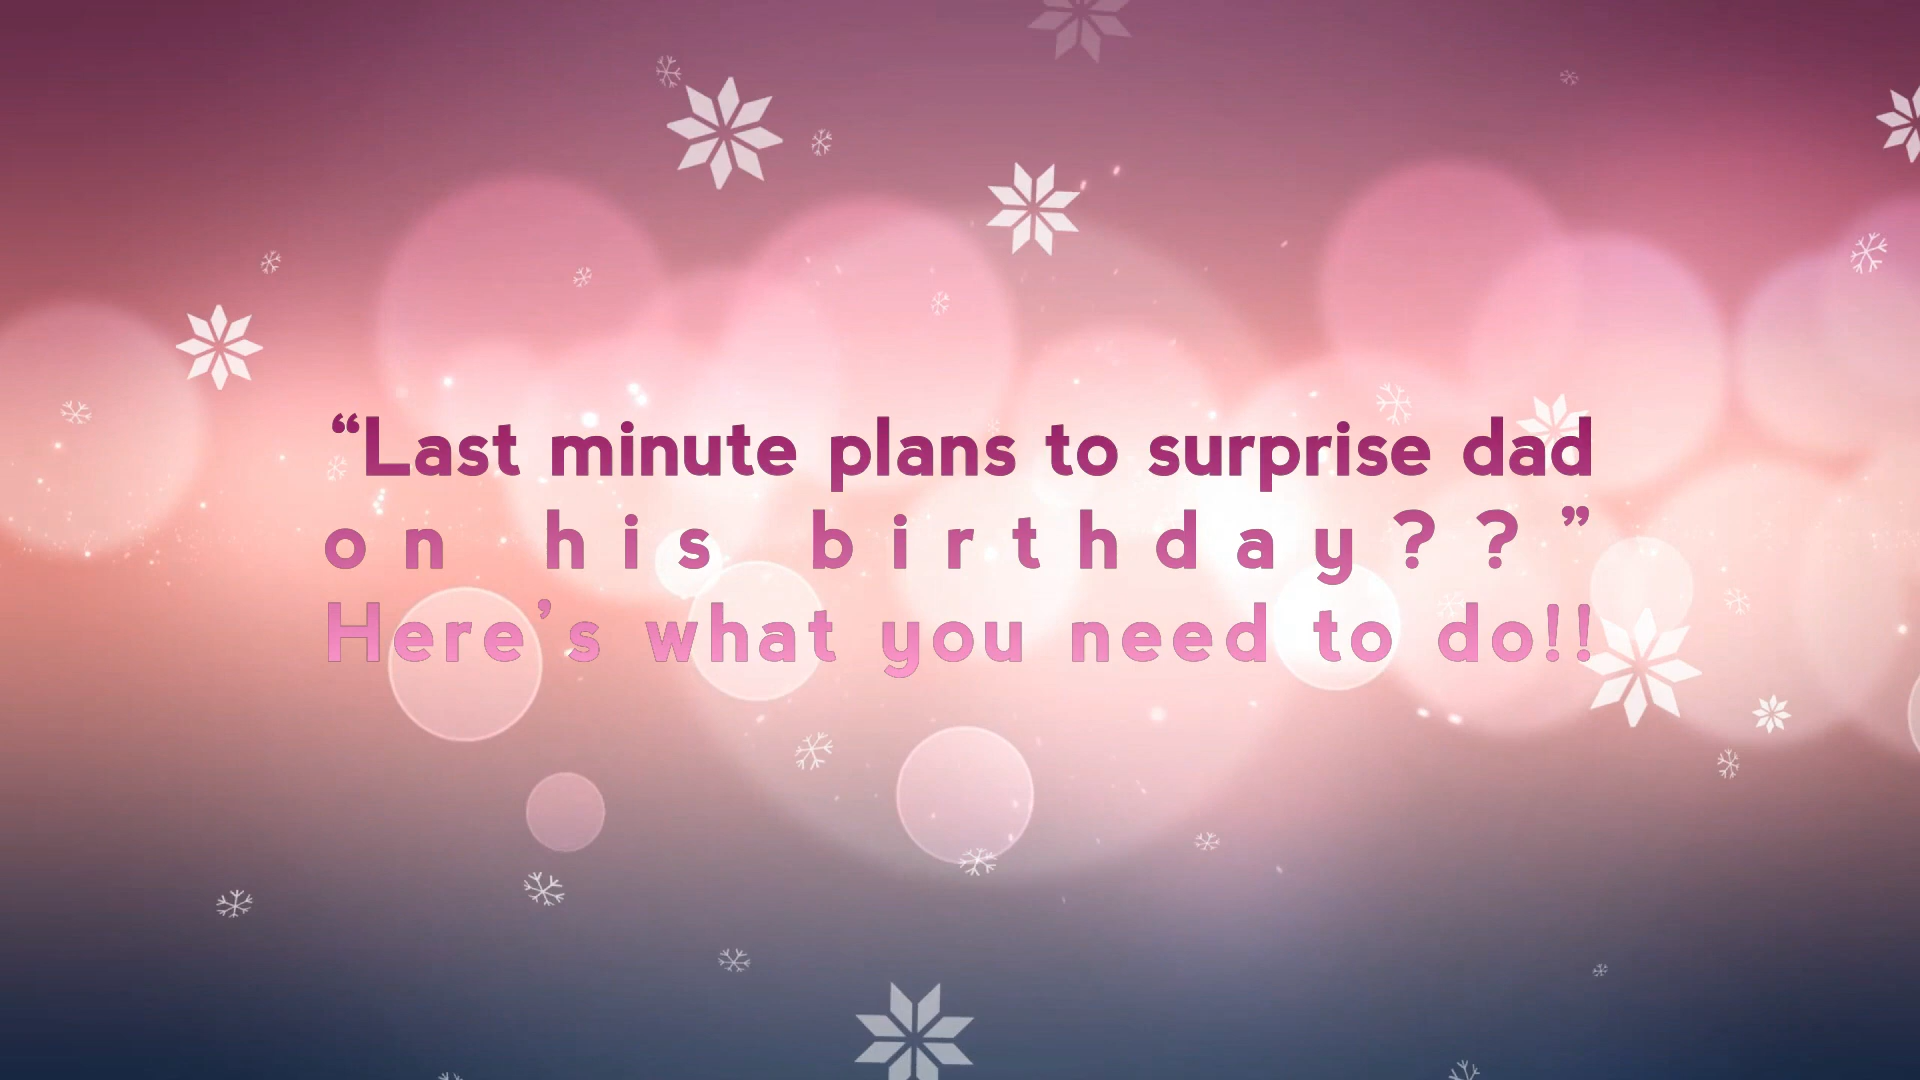 “Last minute plans to surprise dad
on his birthday??”
Here’s what you need to do!!